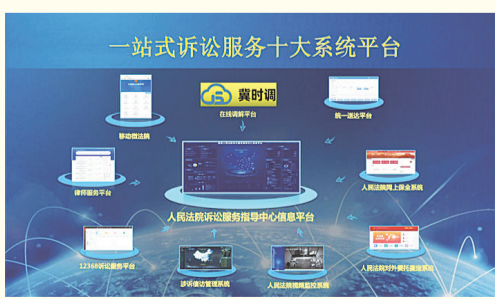 一站式诉讼服务十大系统平台
冀时调
移动微法院
在线调解平台
统一送达平台
律师服务平台
人民法院网上保全系统
人民法院诉讼服务指导中心信息平台
12368诉讼服务平台
涉诉信访管理系统
人民法院视频监控系统
人民法院对外委托鉴定系统